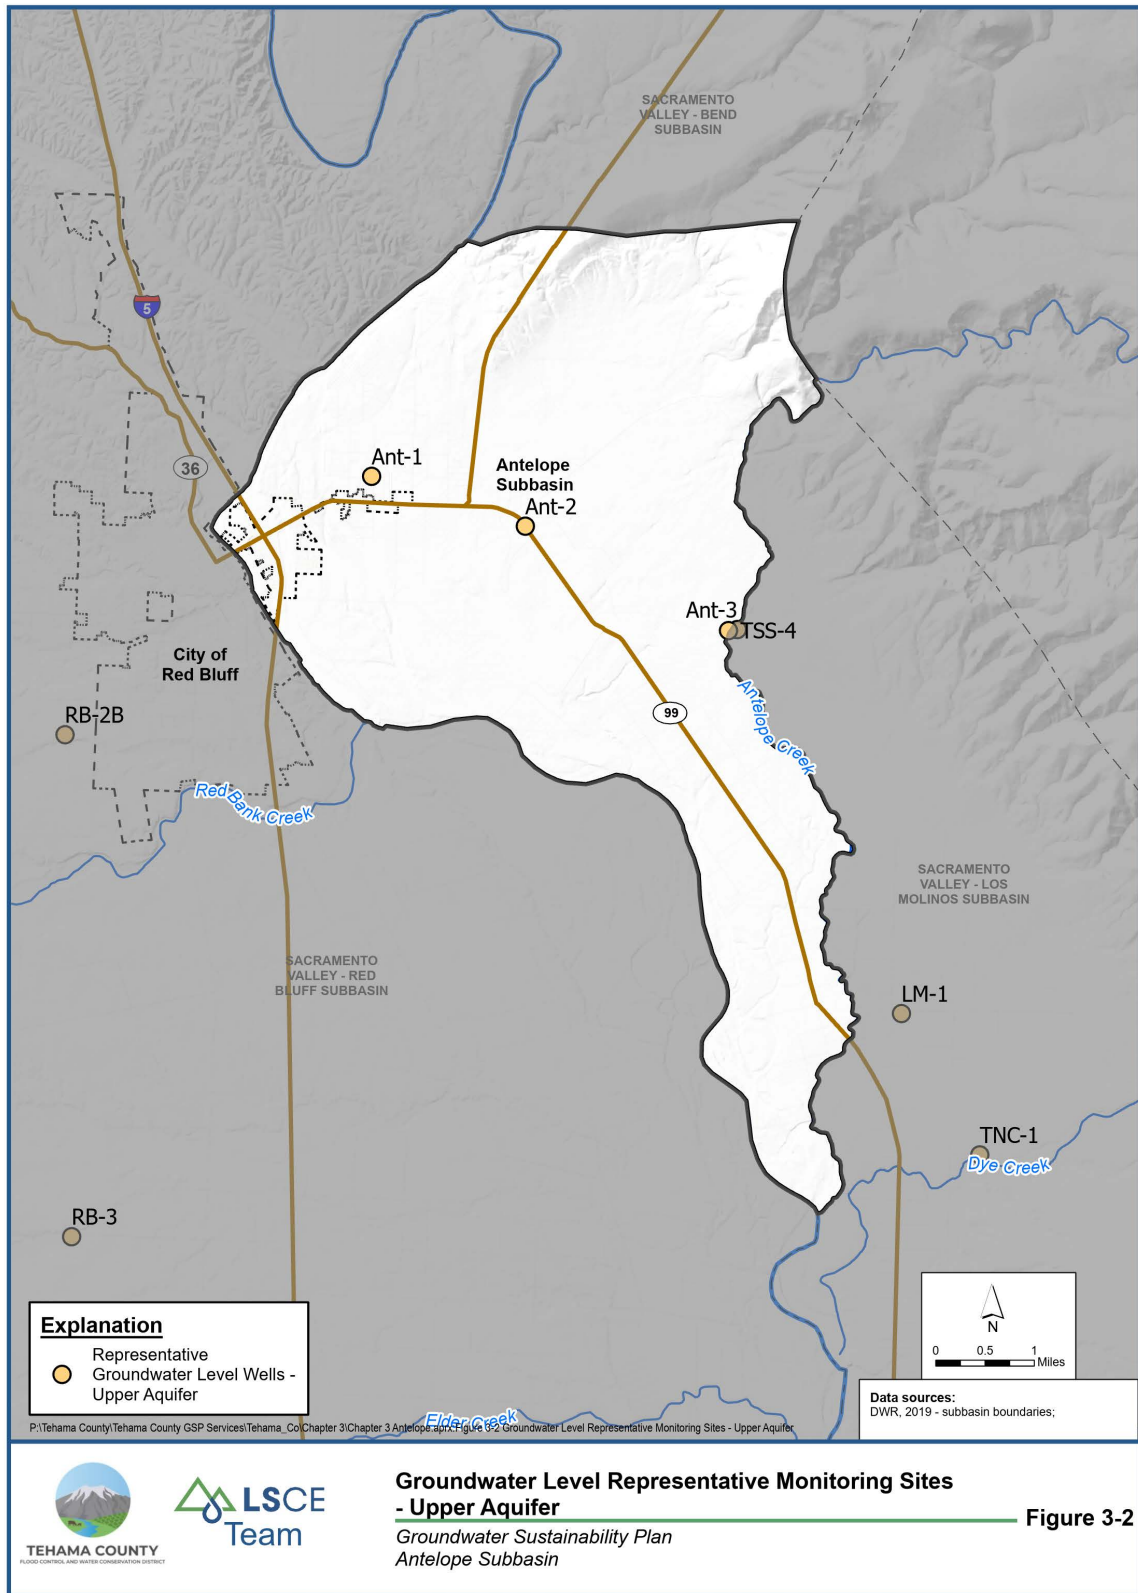 SACRAMENTO
VALLEY - BEND
SUBBASIN
5
36
Ant-1
Antelope
Subbasin
Ant-2
Ant-3
TSS-4
City of
Red Bluff
RB-2B
99
Antelope Creek
Red Bank Creek
SACRAMENTO
VALLEY - LOS
MOLINOS SUBBASIN
SACRAMENTO
VALLEY - RED
BLUFF SUBBASIN
LM-1
TNC-1
Dye Creek
RB-3
N
0 0.5 1
Miles
Explanation
Representative
Groundwater Level Wells -
Upper Aquifer
Data sources:
DWR, 2019 - subbasin boundaries;
Elder Creek
P:\Tehama County\Tehama County GSP Services\Tehama_Co\Chapter 3\Chapter 3 Antelope.aprx Figure 3-2 Groundwater Level Representative Monitoring Sites - Upper Aquifer
TEHAMA COUNTY
FLOOD CONTROL AND WATER CONSERVATION DISTRICT
LSCE
Team
Groundwater Level Representative Monitoring Sites
- Upper Aquifer
Groundwater Sustainability Plan
Antelope Subbasin
Figure 3-2